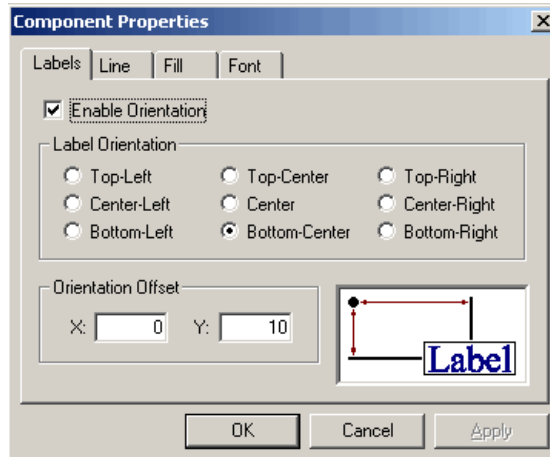 Component Properties
Labels Line Fill Font
Enable Orientation
Label Orientation
Top-Left Top-Center Top-Right
Center-Left Center Center-Right
Bottom-Left Bottom-Center Bottom-Right
Orientation Offset
X: 0 Y: 10
Label
OK Cancel Apply